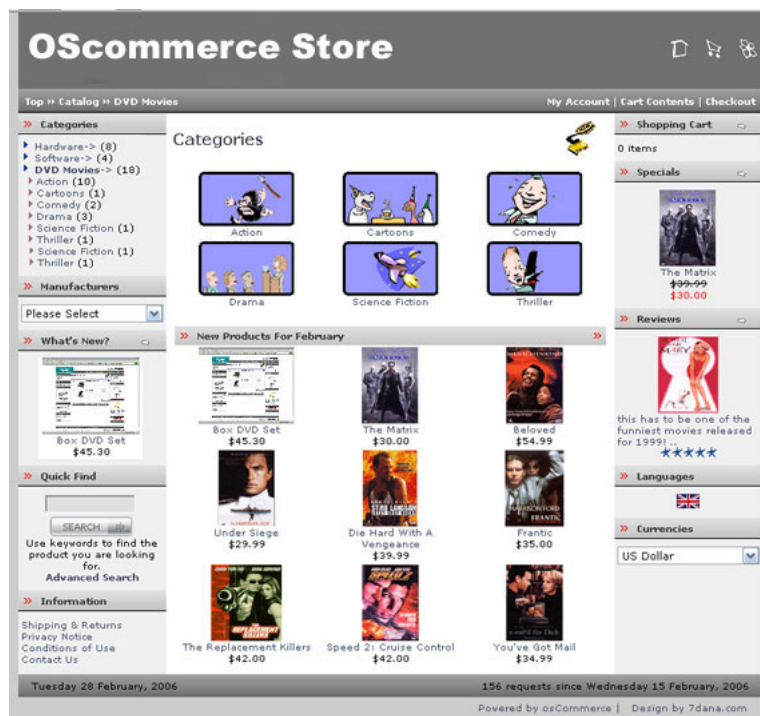 OScommerce Store
Top » Catalog » DVD Movies
My Account | Cart Contents | Checkout
» Categories
Hardware-> (8)
Software-> (4)
DVD Movies-> (18)
Action (10)
Cartoons (1)
Comedy (2)
Drama (3)
Science Fiction (1)
Thriller (1)
Science Fiction (1)
Thriller (1)
» Manufacturers
Please Select
» What's New?
Box DVD Set
$45.30
» Quick Find
SEARCH
Use keywords to find the
product you are looking
for.
Advanced Search
» Information
Shipping & Returns
Privacy Notice
Conditions of Use
Contact Us
Categories
Action
Cartoons
Comedy
Drama
Science Fiction
Thriller
» New Products For February »
Box DVD Set
$45.30
The Matrix
$30.00
Beloved
$54.99
Under Siege
$29.99
Die Hard With A
Vengeance
$39.99
HARRISON FORD
FRANTIC
Frantic
$35.00
THE
REPLACEMENT
KILLERS
The Replacement Killers
$42.00
SPEED 2
Speed 2: Cruise Control
$42.00
You've Got Mail
$34.99
» Shopping Cart
0 items
» Specials
The Matrix
$39.99
$30.00
» Reviews
MARY
this has to be one of the
funniest movies released
for 1999! ..
» Languages
» Currencies
US Dollar
Tuesday 28 February, 2006
156 requests since Wednesday 15 February, 2006
Powered by osCommerce | Design by 7dana.com